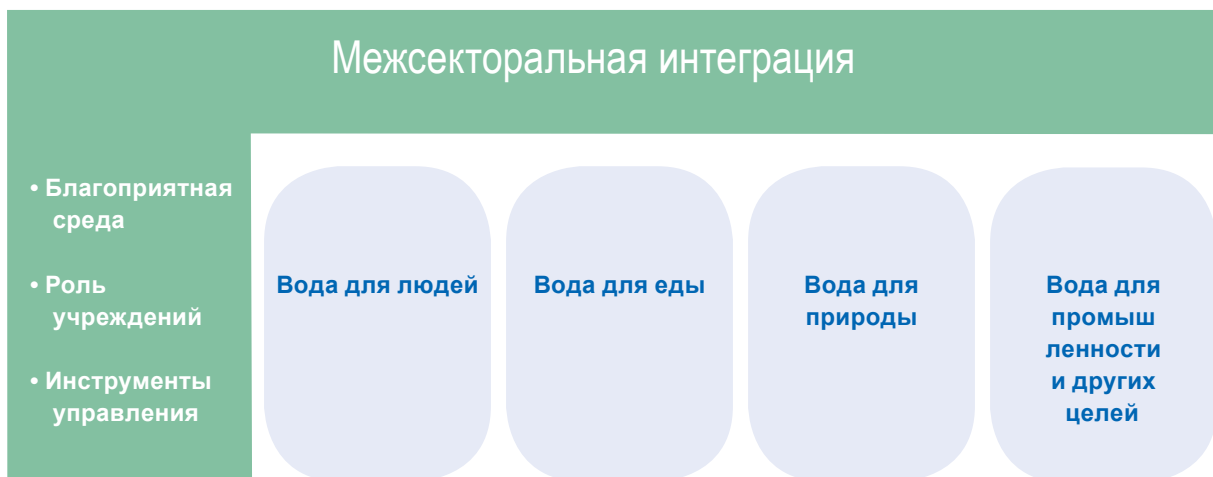 Межсекторальная интеграция
• Благоприятная
среда
• Роль
учреждений
• Инструменты
управления
Вода для людей
Вода для еды
Вода для
природы
Вода для
промыш
ленности
и других
целей